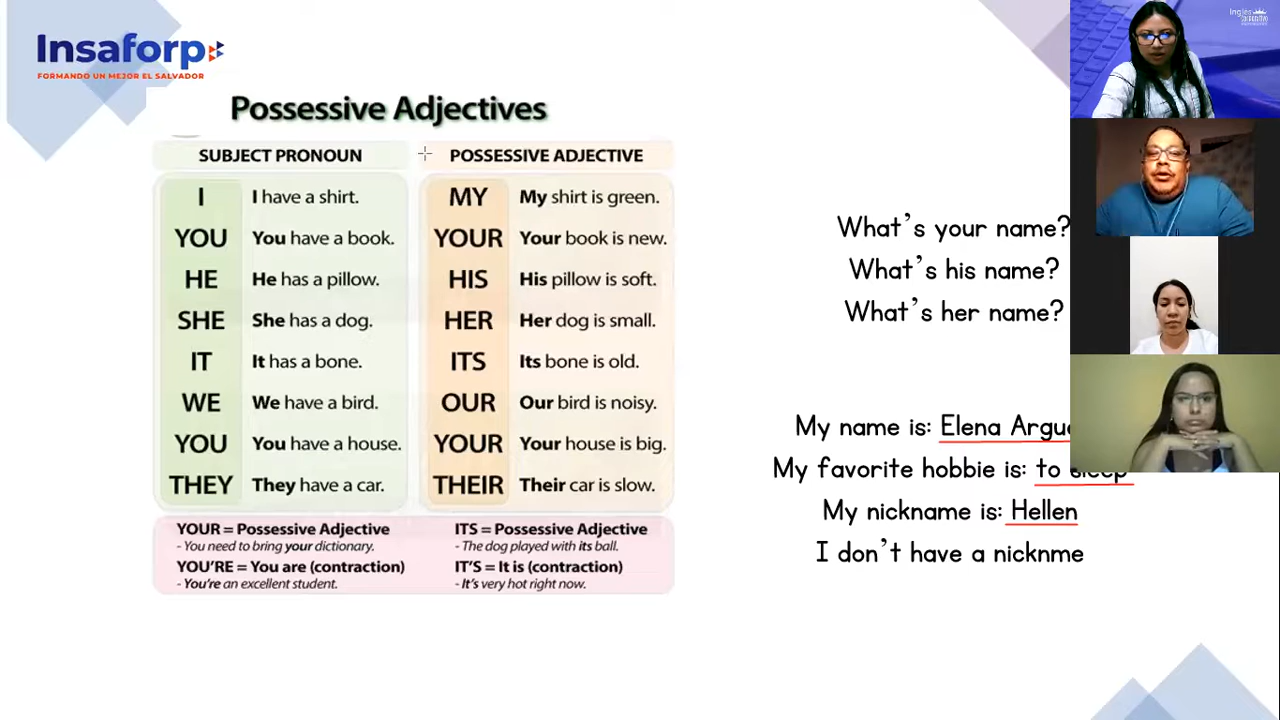 Insaforp
FORMANDO UN MEJOR EL SALVADOR
Possessive Adjectives
SUBJECT PRONOUN POSSESSIVE ADJECTIVE
I I have a shirt. MY My shirt is green.
YOU You have a book. YOUR Your book is new.
HE He has a pillow. HIS His pillow is soft.
SHE She has a dog. HER Her dog is small.
IT It has a bone. ITS Its bone is old.
WE We have a bird. OUR Our bird is noisy.
YOU You have a house. YOUR Your house is big.
THEY They have a car. THEIR Their car is slow.
YOUR = Possessive Adjective
- You need to bring your dictionary.
YOU'RE = You are (contraction)
- You're an excellent student.
ITS = Possessive Adjective
- The dog played with its ball.
IT'S = It is (contraction)
- It's very hot right now.
What's your name?
What's his name?
What's her name?
My name is: Elena
My favorite hobbie is: to sleep
My nickname is: Hellen
I don't have a nicknme